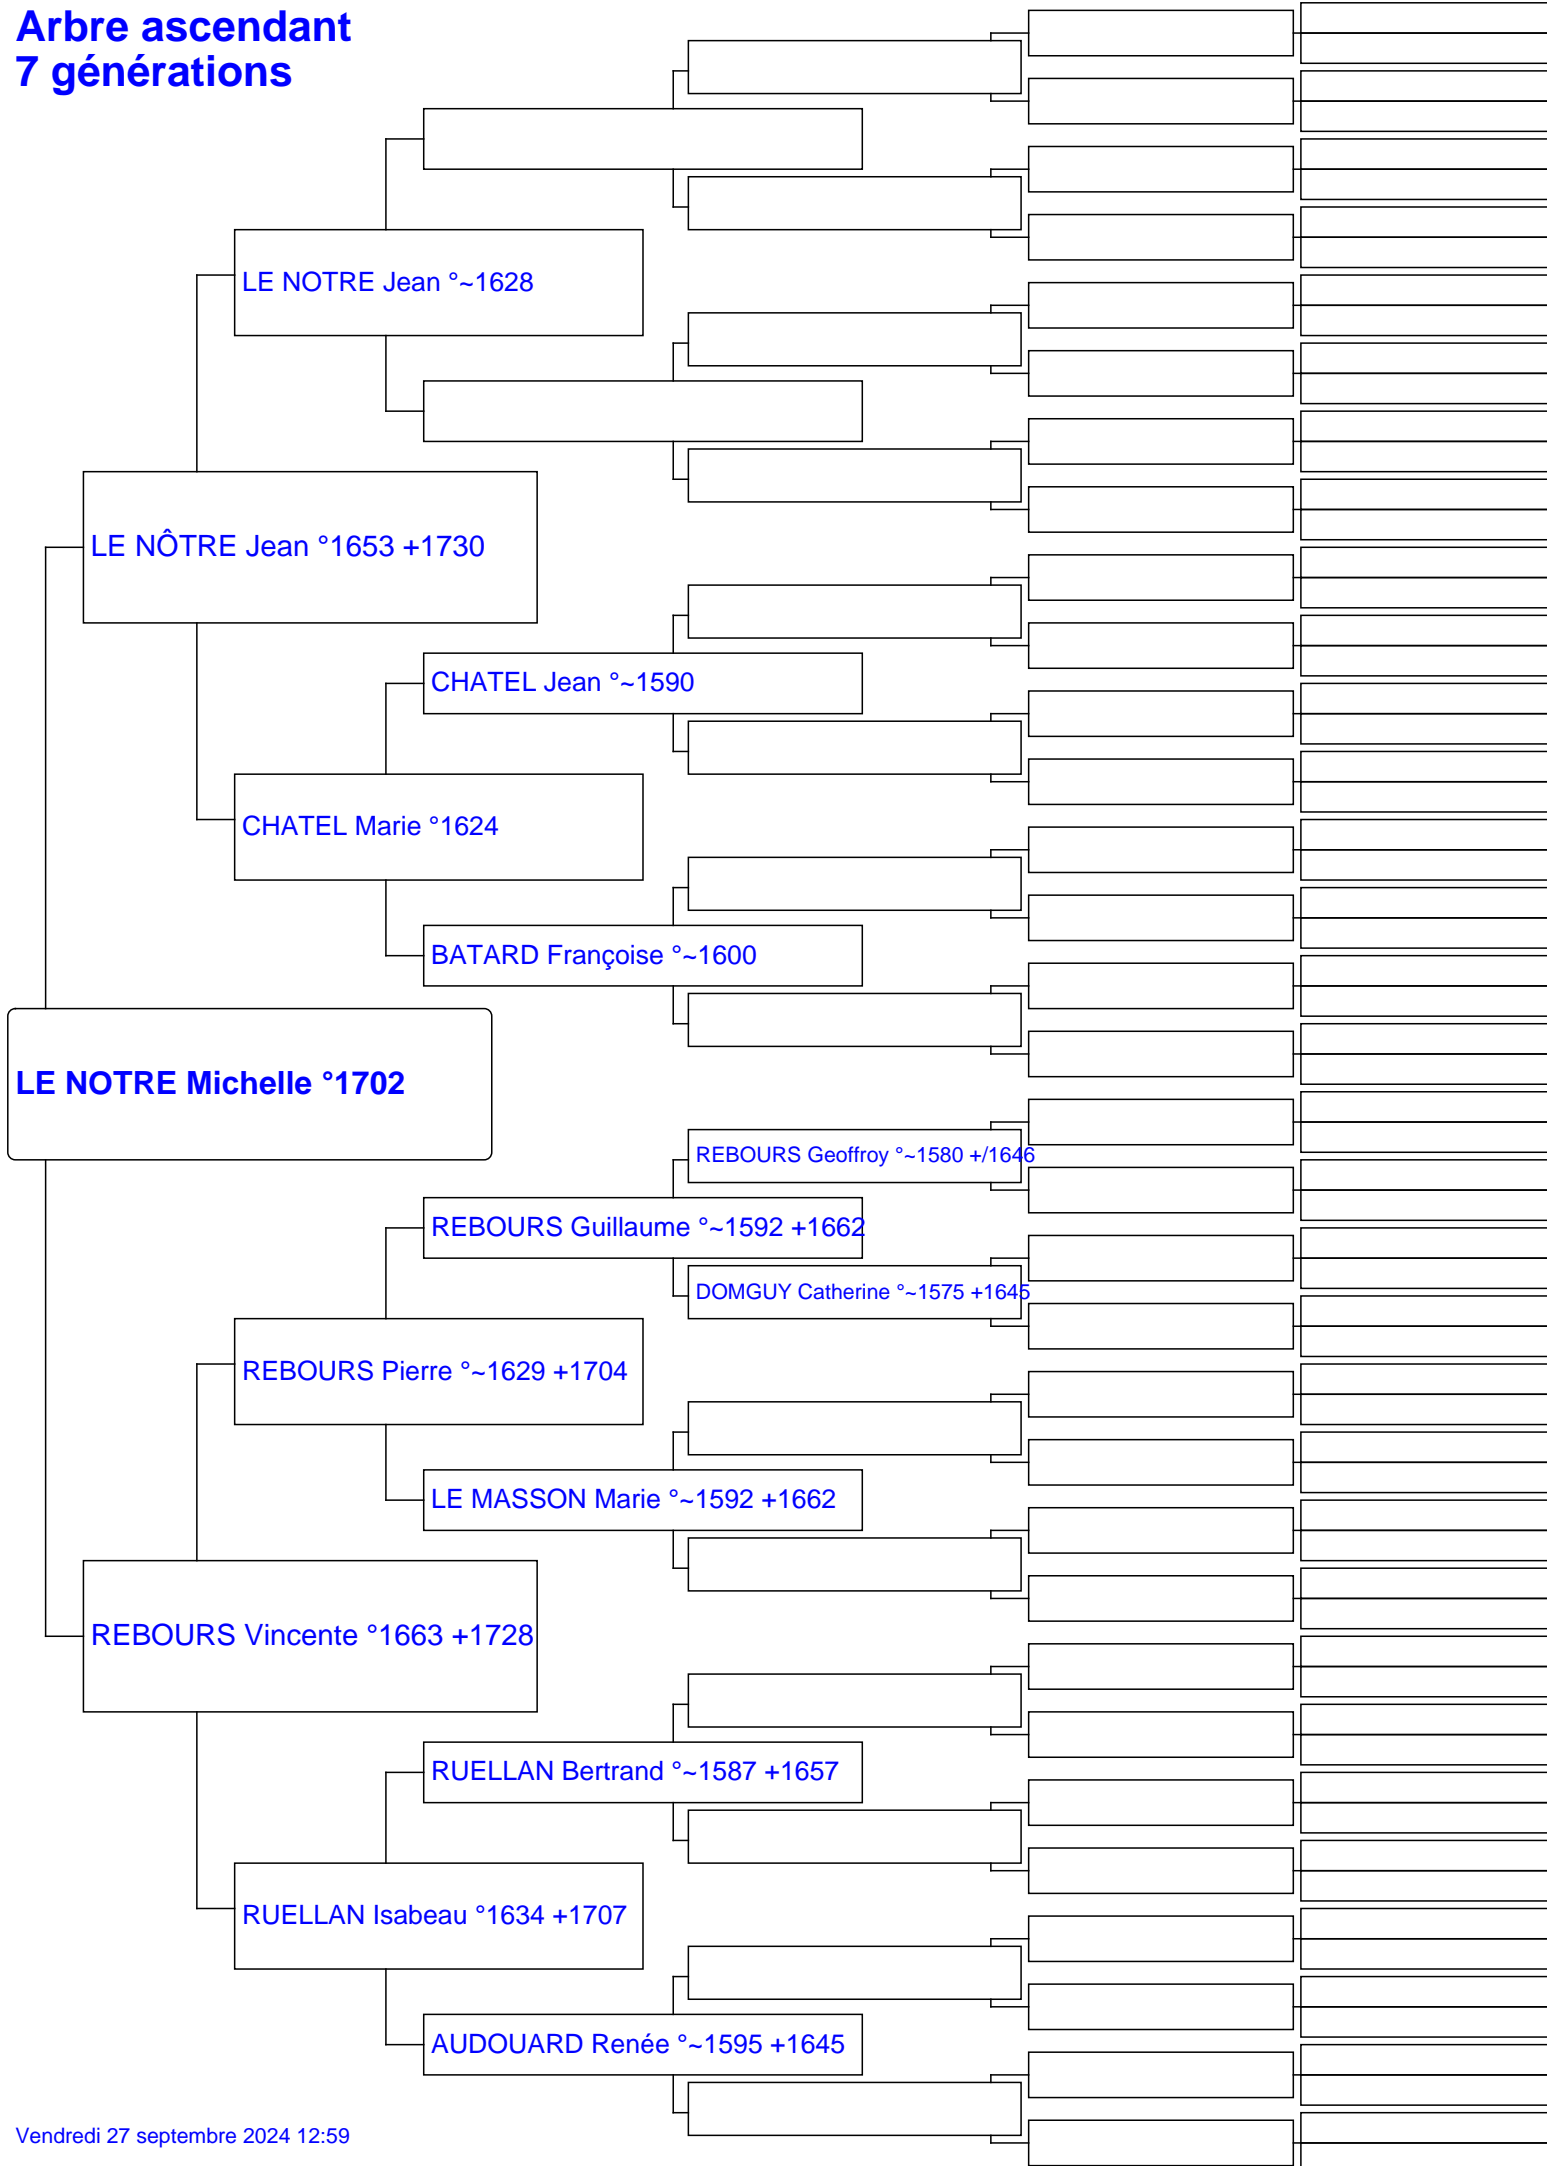 Arbre ascendant
7 générations
LE NOTRE Jean °~1628
LE NÔTRE Jean °1653 +1730
CHATEL Jean °~1590
CHATEL Marie °1624
BATARD Françoise °~1600
LE NOTRE Michelle °1702
REBOURS Geoffroy °~1580 +/1646
REBOURS Guillaume °~1592 +1662
DOMGUY Catherine °~1575 +1645
REBOURS Pierre °~1629 +1704
LE MASSON Marie °~1592 +1662
REBOURS Vincente °1663 +1728
RUELLAN Bertrand °~1587 +1657
RUELLAN Isabeau °1634 +1707
AUDOUARD Renée °~1595 +1645
Vendredi 27 septembre 2024 12:59